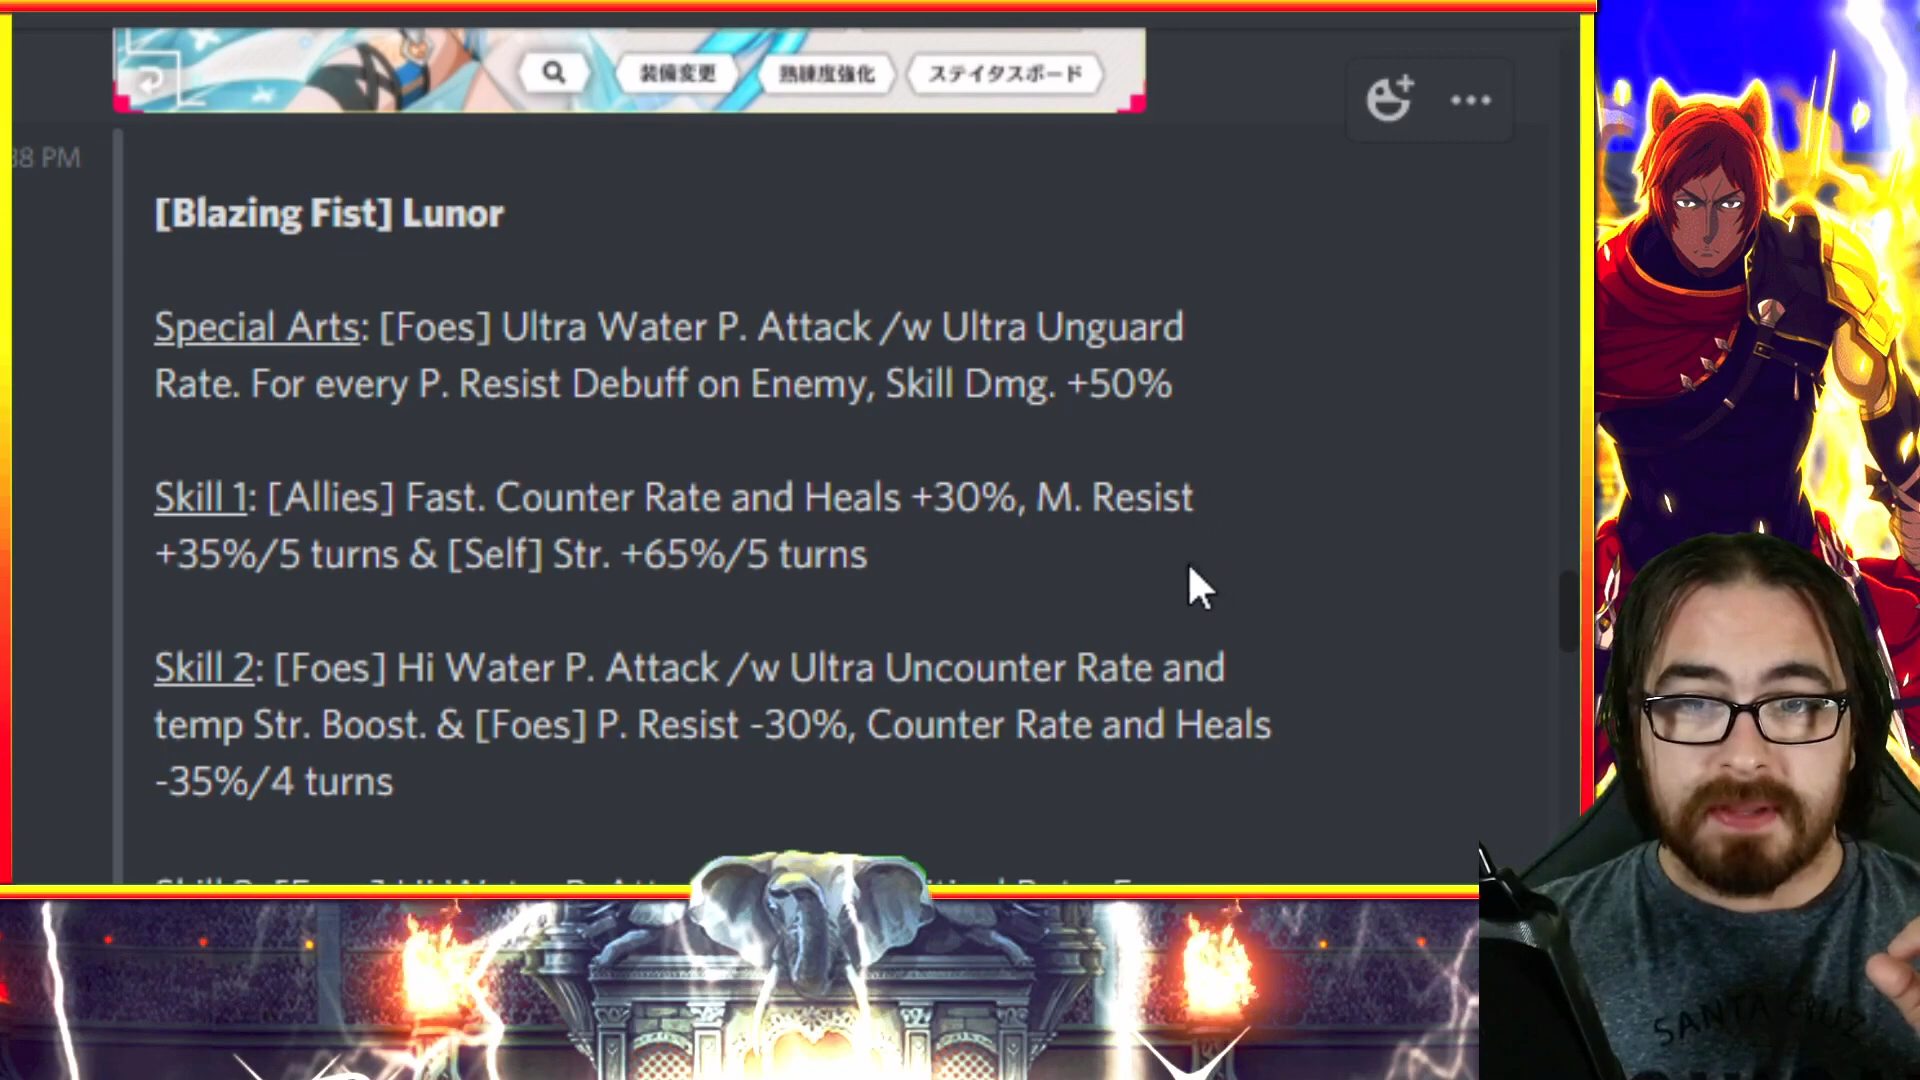 装備変更 熟練度強化 ステイタスボード
38 PM
[Blazing Fist] Lunor
Special Arts: [Foes] Ultra Water P. Attack /w Ultra Unguard
Rate. For every P. Resist Debuff on Enemy, Skill Dmg. +50%
Skill 1: [Allies] Fast. Counter Rate and Heals +30%, M. Resist
+35%/5 turns & [Self] Str. +65%/5 turns
Skill 2: [Foes] Hi Water P. Attack /w Ultra Uncounter Rate and
temp Str. Boost. & [Foes] P. Resist -30%, Counter Rate and Heals
-35%/4 turns
SANTA CRUZ